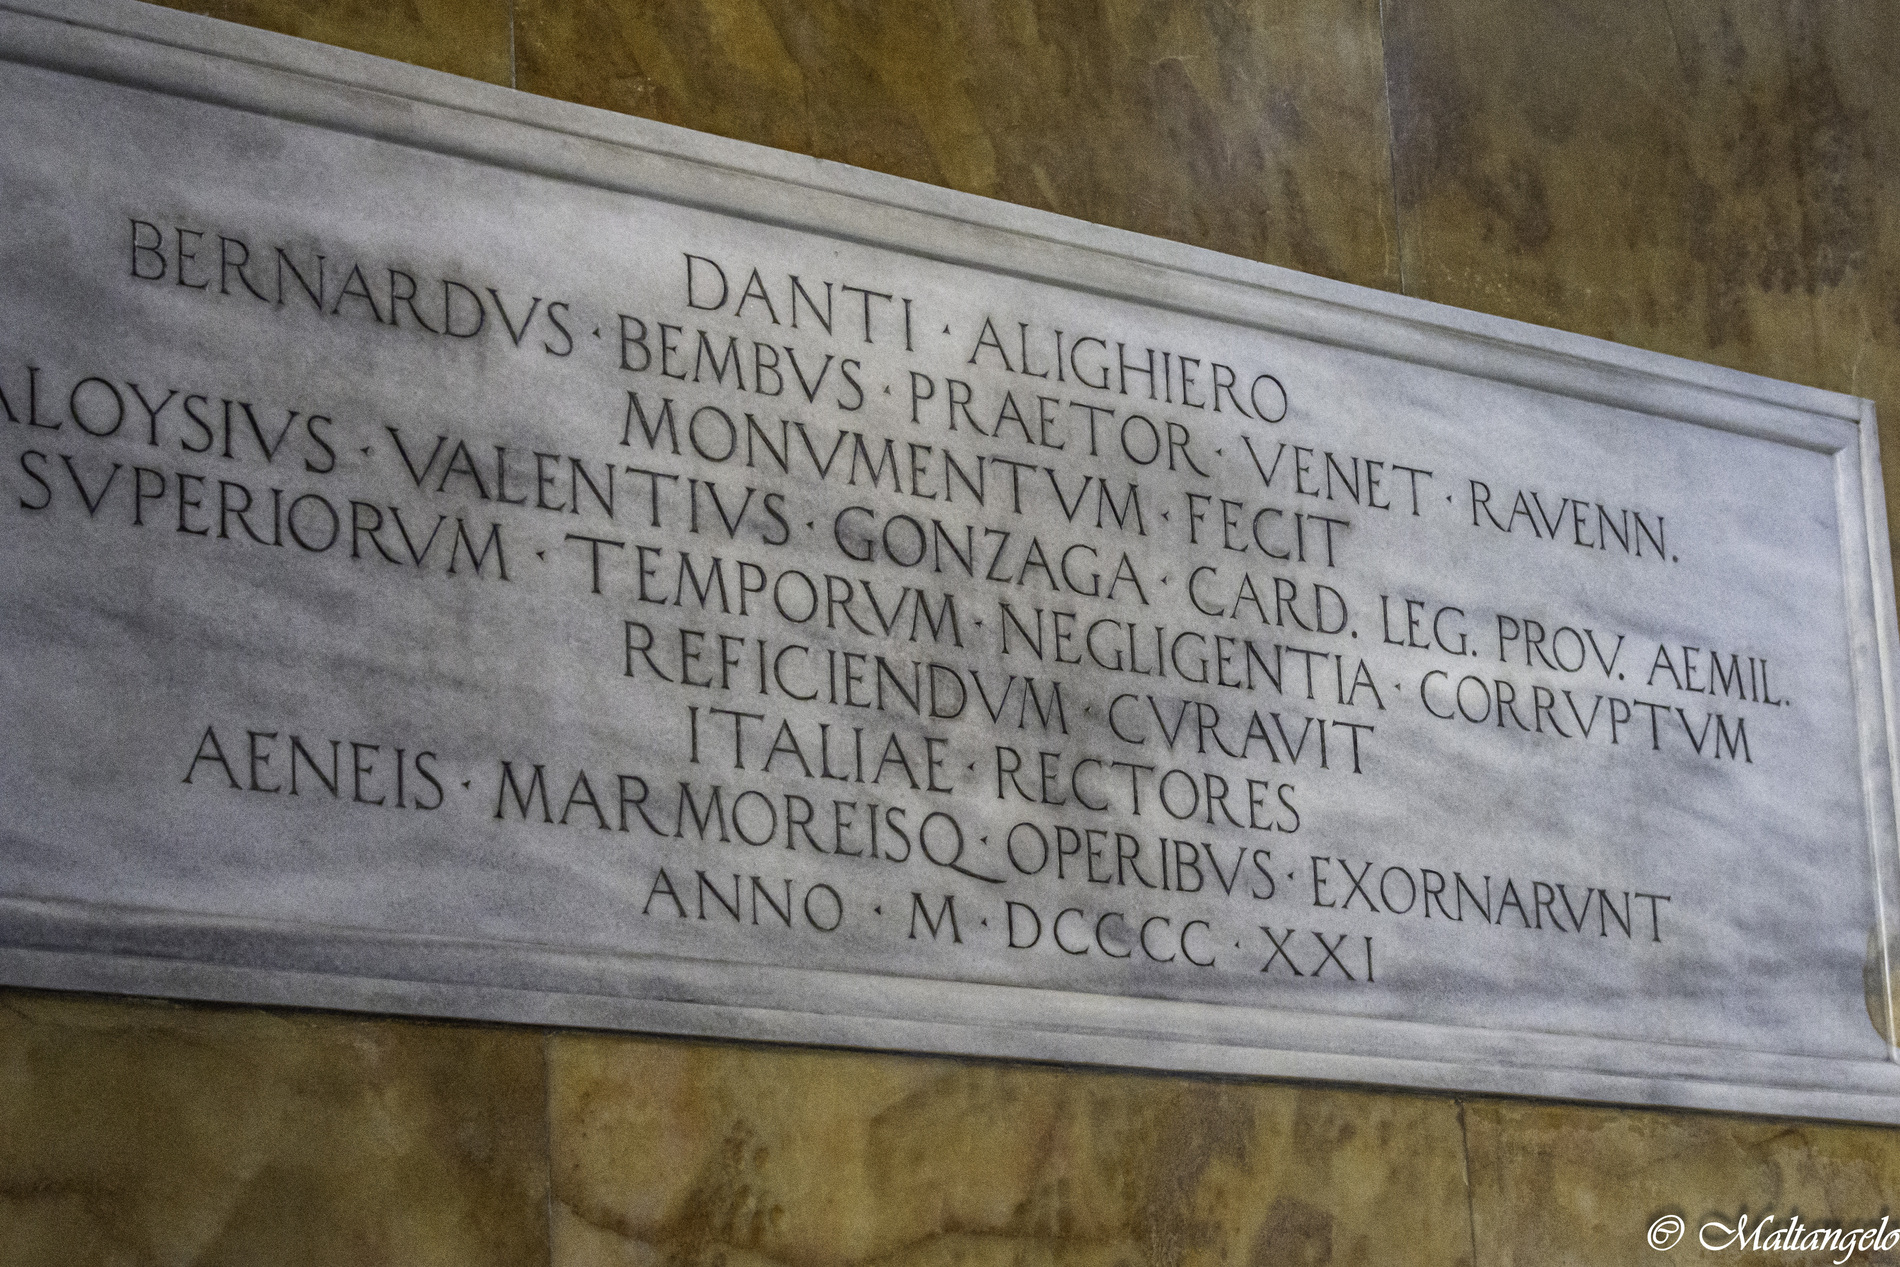 DANTI · ALIGHIERO
BERNARDVS · BEMBVS · PRAETOR · VENET · RAVENN.
MONVMENTVM · FECIT
ALOYSIVS · VALENTIVS · GONZAGA · CARD. LEG. PROV. AEMIL.
SVPERIORVM · TEMPORVM · NEGLIGENTIA · CORRVPTVM
REFICIENDVM · CVRAVIT
ITALIAE · RECTORES
AENEIS · MARMOREISQ · OPERIBVS · EXORNARVNT
ANNO · M · DCCCC · XXI
© Maltangelo